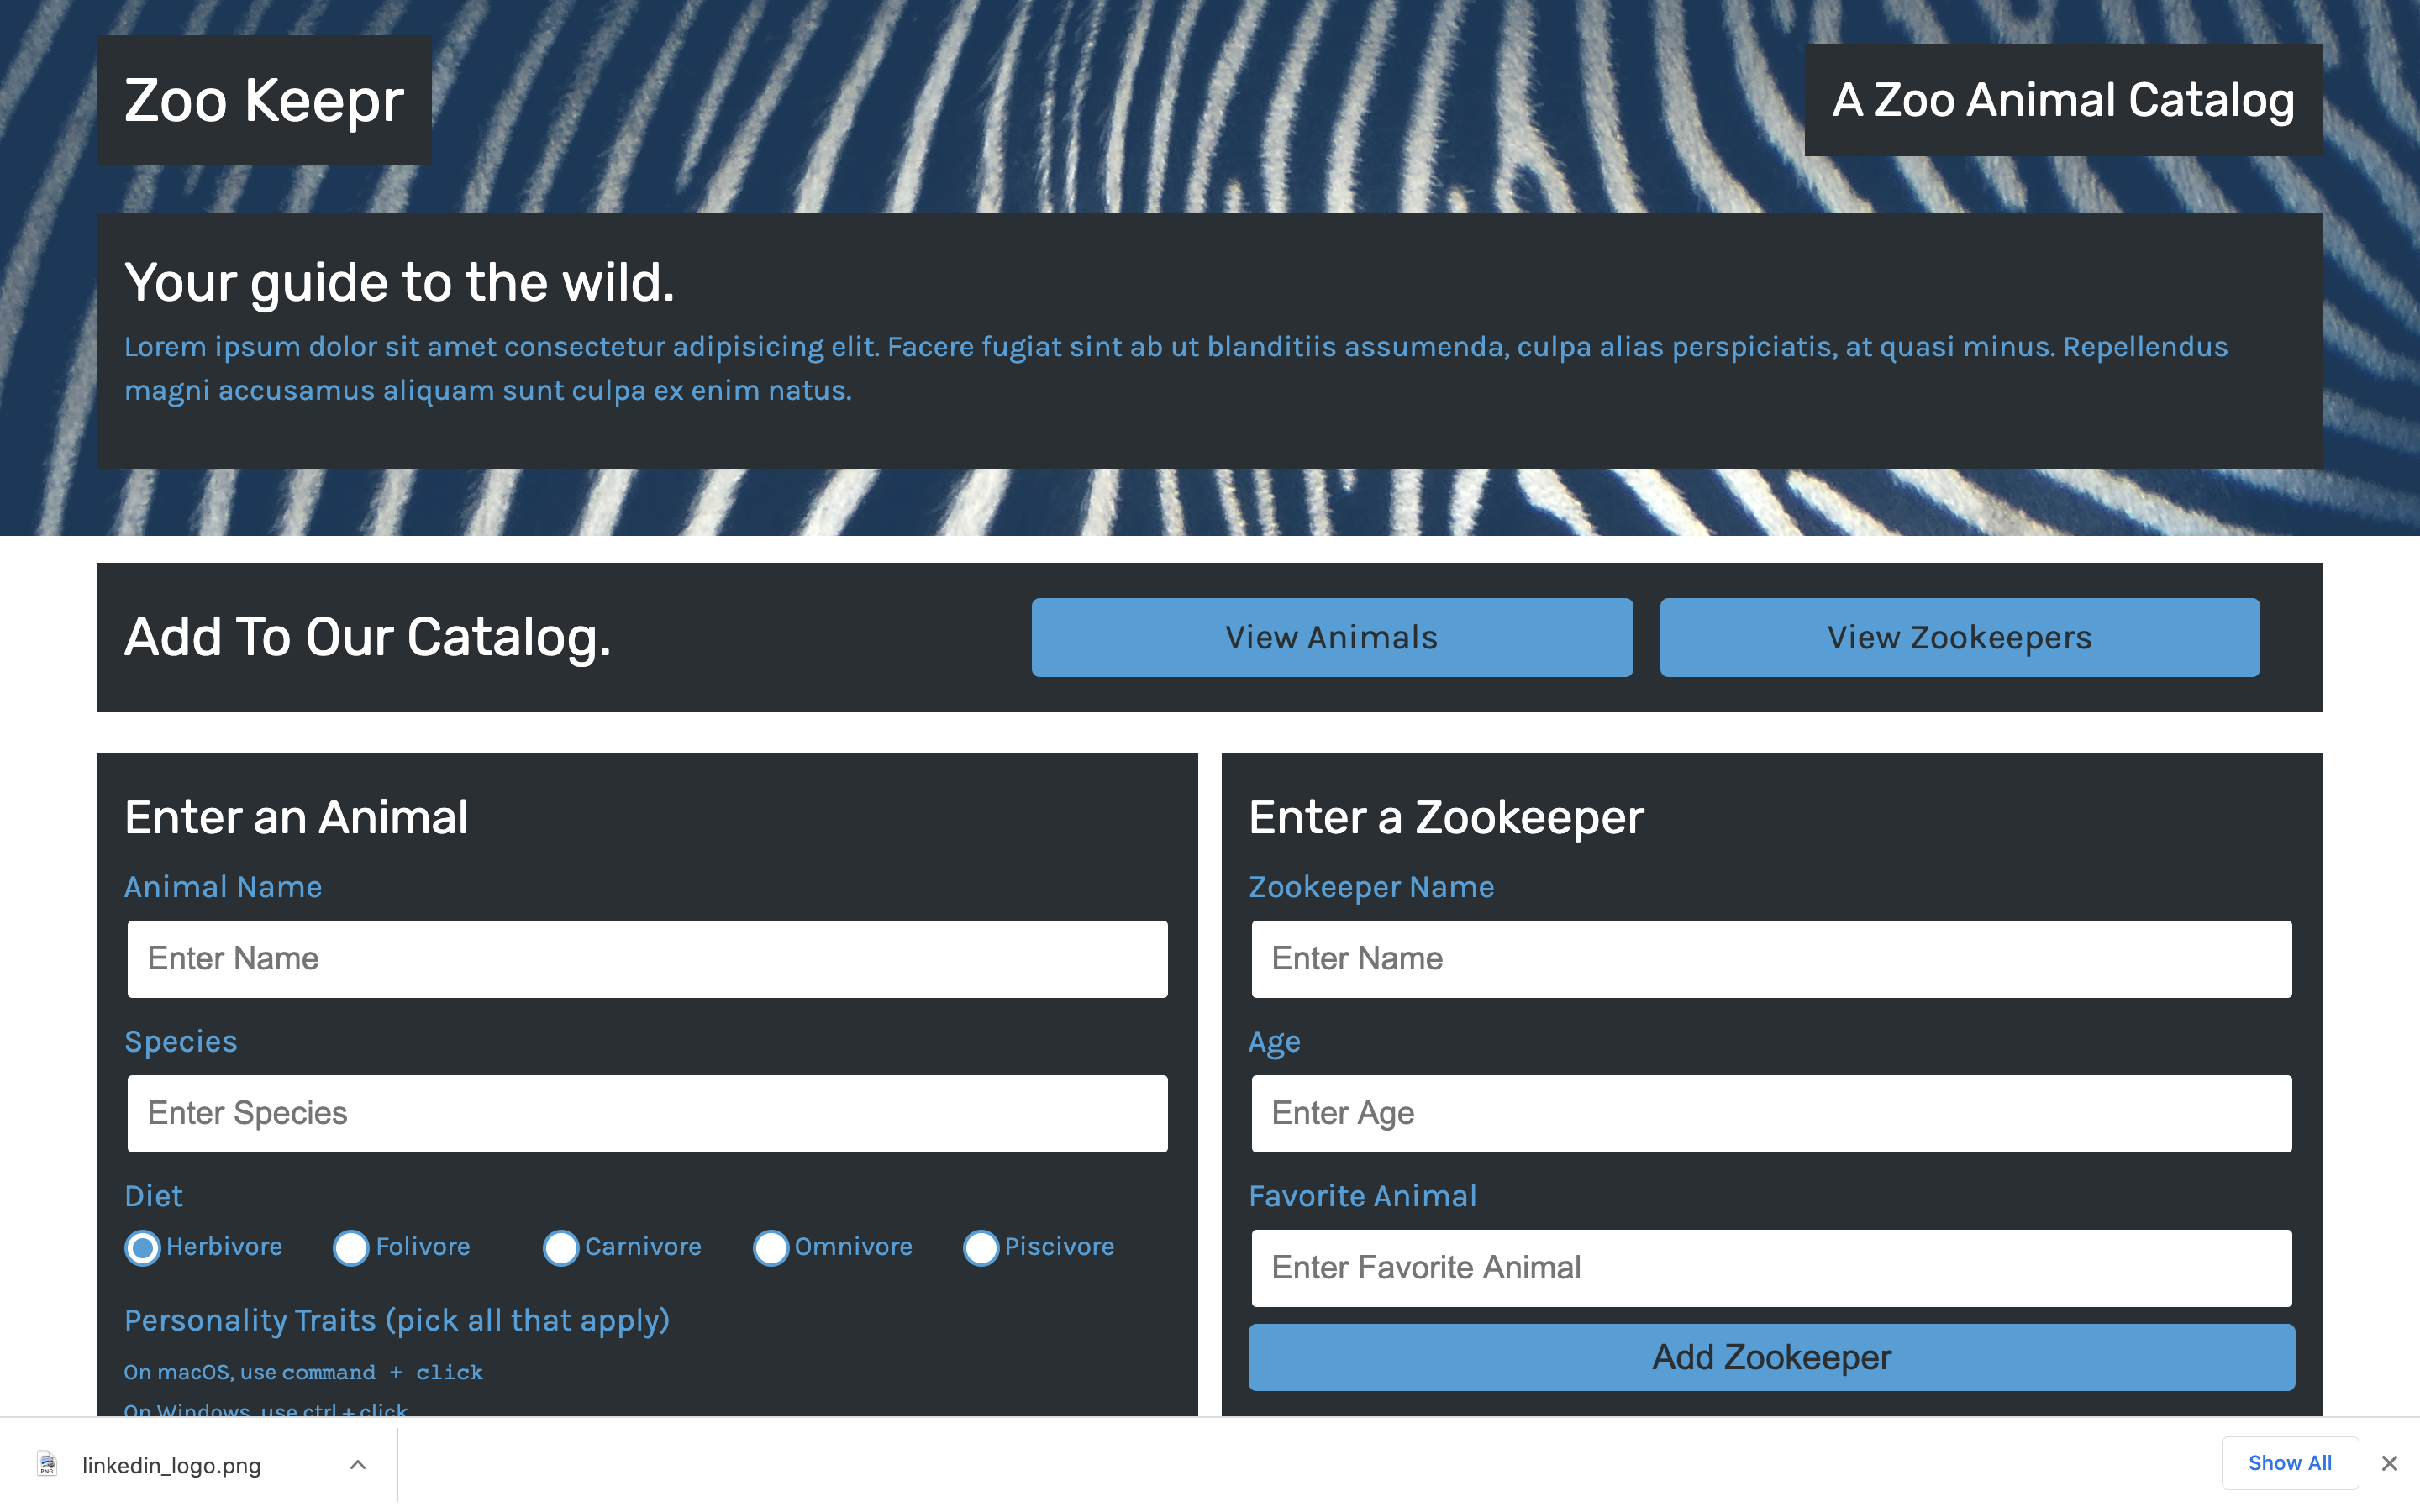 Zoo Keepr
A Zoo Animal Catalog
Your guide to the wild.
Lorem ipsum dolor sit amet consectetur adipisicing elit. Facere fugiat sint ab ut blanditiis assumenda, culpa alias perspiciatis, at quasi minus. Repellendus
magni accusamus aliquam sunt culpa ex enim natus.
Add To Our Catalog.
View Animals
View Zookeepers
Enter an Animal
Animal Name
Enter Name
Species
Enter Species
Diet
Herbivore Folivore Carnivore Omnivore Piscivore
Personality Traits (pick all that apply)
On macOS, use command + click
On Windows, use ctrl + click
Enter a Zookeeper
Zookeeper Name
Enter Name
Age
Enter Age
Favorite Animal
Enter Favorite Animal
Add Zookeeper
PNG
linkedin_logo.png
Show All